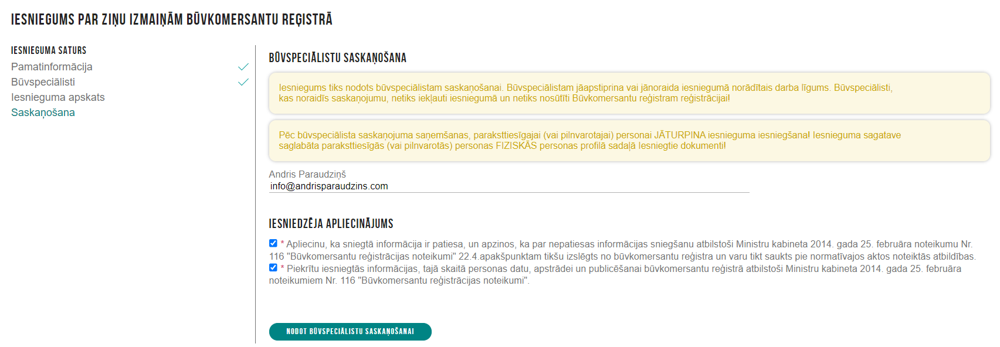 IESNIEGUMS PAR ZIŅU IZMAIŅĀM BŪVKOMERSANTU REĢISTRĀ
IESNIEGUMA SATURS
Pamatinformācija
Būvspeciālisti
Iesnieguma apskats
Saskaņošana
BŪVSPECIĀLISTU SASKAŅOŠANA
Iesniegums tiks nodots būvspeciālistam saskaņošanai. Būvspeciālistam jāapstiprina vai jānoraida iesniegumā norādītais darba līgums. Būvspeciālisti,
kas noraidīs saskaņojumu, netiks iekļauti iesniegumā un netiks nosūtīti Būvkomersantu reģistram reģistrācijai!
Pēc būvspeciālista saskaņojuma saņemšanas, paraksttiesīgajai (vai pilnvarotajai) personai JĀTURPINA iesnieguma iesniegšana! Iesnieguma sagatave
saglabāta paraksttiesīgās (vai pilnvarotās) personas FIZISKĀS personas profilā sadaļā Iesniegtie dokumenti!
Andris Paraudziņš
info@andrisparaudzins.com
IESNIEDZĒJA APLIECINĀJUMS
* Apliecinu, ka sniegtā informācija ir patiesa, un apzinos, ka par nepatiesas informācijas sniegšanu atbilstoši Ministru kabineta 2014. gada 25. februāra noteikumu Nr.
116 "Būvkomersantu reģistrācijas noteikumi" 22.4.apakšpunktam tikšu izslēgts no būvkomersantu reģistra un varu tikt saukts pie normatīvajos aktos noteiktās atbildības.
* Piekrītu iesniegtās informācijas, tajā skaitā personas datu, apstrādei un publicēšanai būvkomersantu reģistrā atbilstoši Ministru kabineta 2014. gada 25. februāra
noteikumiem Nr. 116 "Būvkomersantu reģistrācijas noteikumi".
NODOT BŪVSPECIĀLISTU SASKAŅOŠANAI